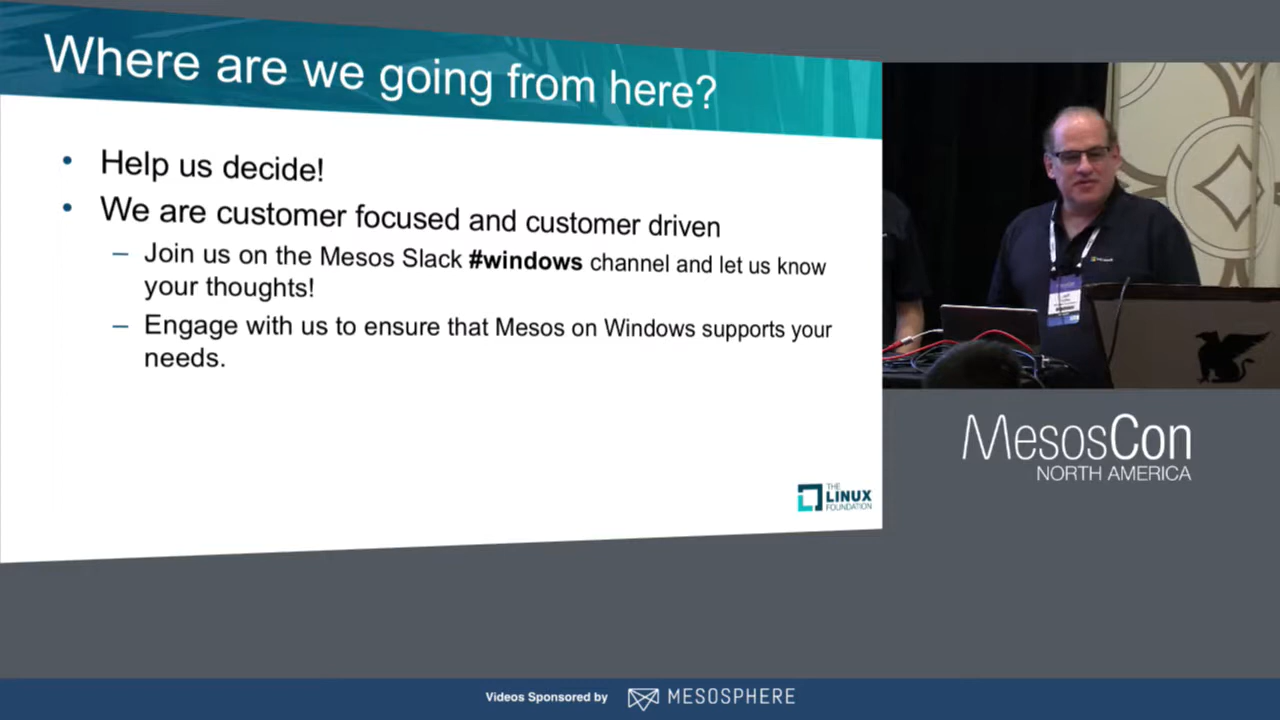 Where are we going from here?
• Help us decide!
• We are customer focused and customer driven
– Join us on the Mesos Slack #windows channel and let us know
your thoughts!
– Engage with us to ensure that Mesos on Windows supports your
needs.
THE
LINUX
FOUNDATION
MesosCon
NORTH AMERICA
Videos Sponsored by
MESOSPHERE